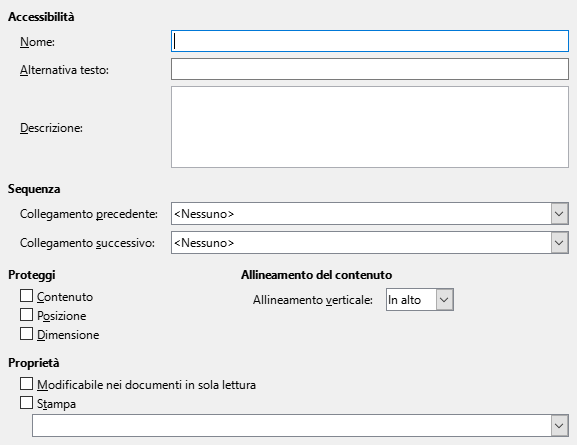 Accessibilità
Nome:
Alternativa testo:
Descrizione:
Sequenza
Collegamento precedente: <Nessuno>
Collegamento successivo: <Nessuno>
Proteggi
Contenuto
Posizione
Dimensione
Allineamento del contenuto
Allineamento verticale: In alto
Proprietà
Modificabile nei documenti in sola lettura
Stampa